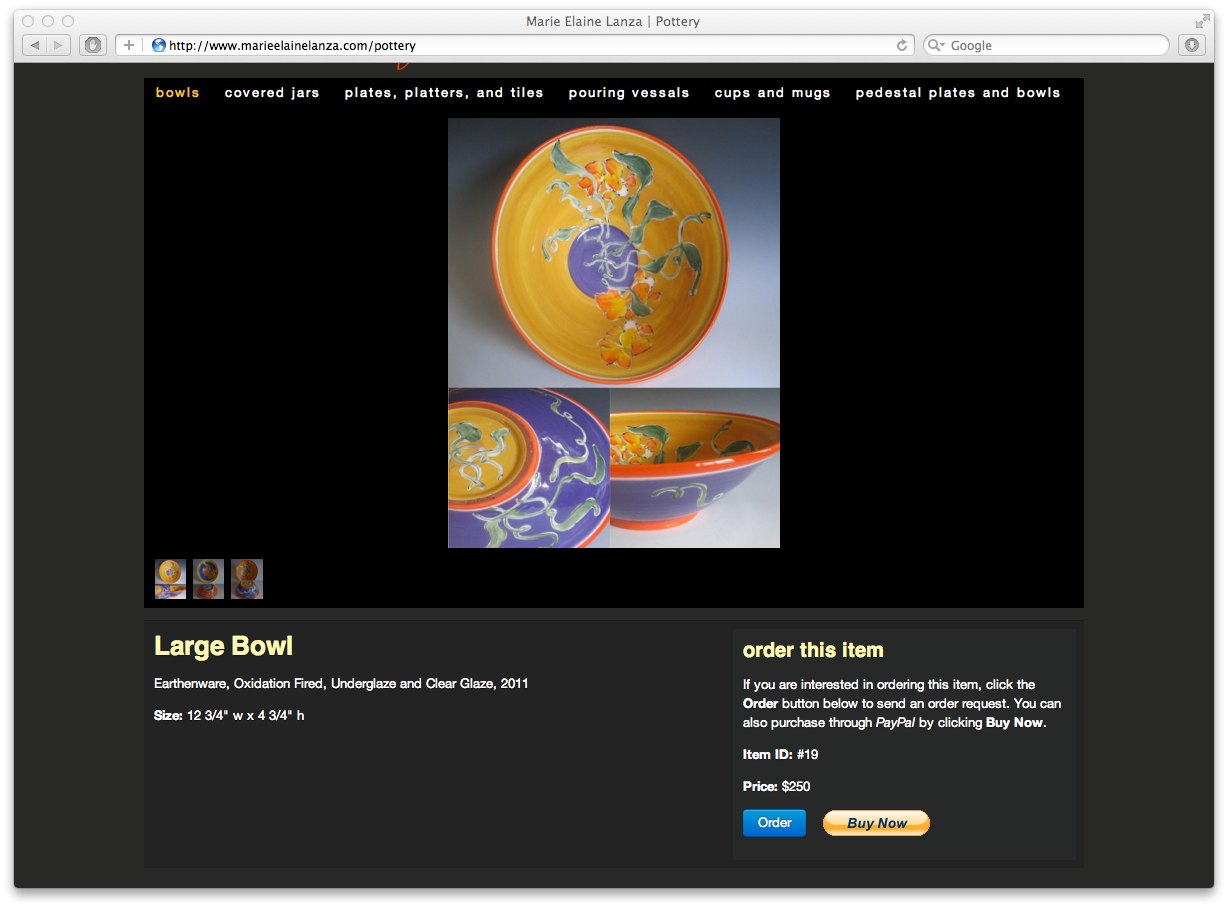 Marie Elaine Lanza | Pottery
http://www.marieelainelanza.com/pottery
Google
bowls covered jars plates, platters, and tiles pouring vessals cups and mugs pedestal plates and bowls
Large Bowl
Earthenware, Oxidation Fired, Underglaze and Clear Glaze, 2011
Size: 12 3/4" w x 4 3/4" h
order this item
If you are interested in ordering this item, click the
Order button below to send an order request. You can
also purchase through PayPal by clicking Buy Now.
Item ID: #19
Price: $250
Order Buy Now